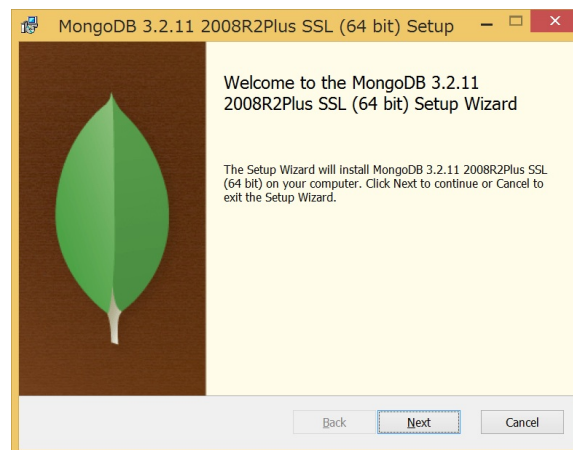 MongoDB 3.2.11 2008R2Plus SSL (64 bit) Setup
Welcome to the MongoDB 3.2.11
2008R2Plus SSL (64 bit) Setup Wizard
The Setup Wizard will install MongoDB 3.2.11 2008R2Plus SSL
(64 bit) on your computer. Click Next to continue or Cancel to
exit the Setup Wizard.
Back Next Cancel